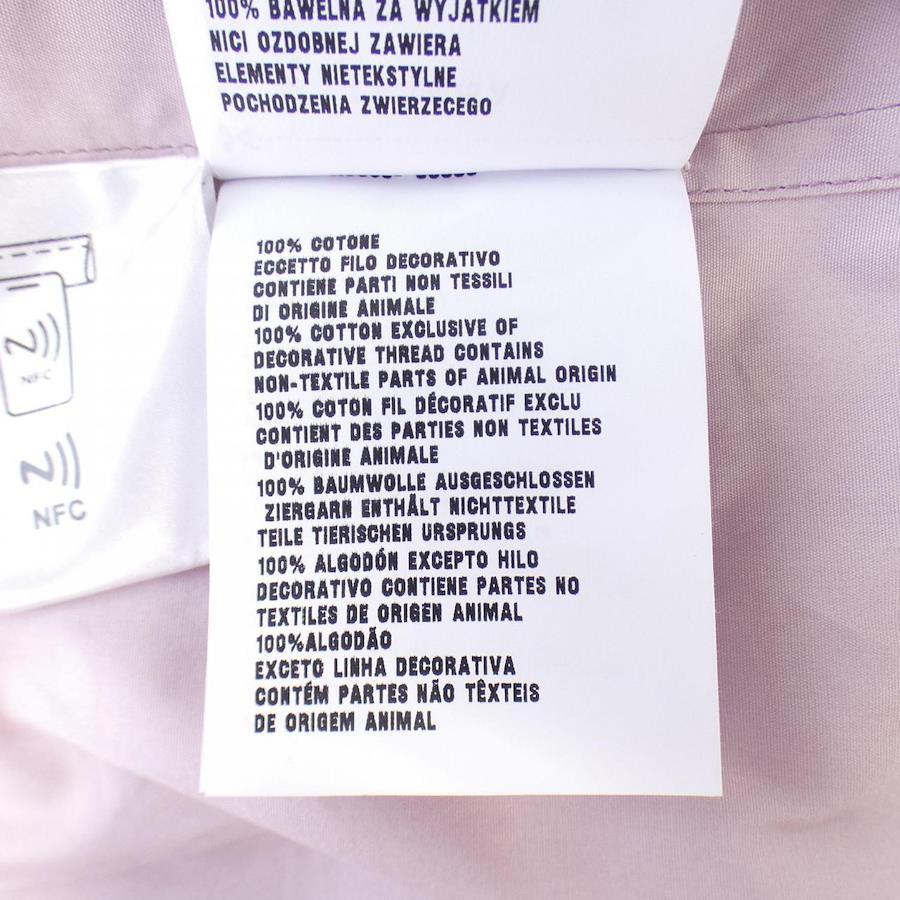 100% BAWEŁNA ZA WYJĄTKIEM
NICI OZDOBNEJ ZAWIERA
ELEMENTY NIETEKSTYLNE
POCHODZENIA ZWIERZECEGO
100% COTONE
ECCETTO FILO DECORATIVO
CONTIENE PARTI NON TESSILI
DI ORIGINE ANIMALE
100% COTTON EXCLUSIVE OF
DECORATIVE THREAD CONTAINS
NON-TEXTILE PARTS OF ANIMAL ORIGIN
100% COTON FIL DÉCORATIF EXCLU
CONTIENT DES PARTIES NON TEXTILES
D'ORIGINE ANIMALE
100% BAUMWOLLE AUSGESCHLOSSEN
ZIERGARN ENTHÄLT NICHTTEXTILE
TEILE TIERISCHEN URSPRUNGS
100% ALGODÓN EXCEPTO HILO
DECORATIVO CONTIENE PARTES NO
TEXTILES DE ORIGEN ANIMAL
100%ALGODÃO
EXCETO LINHA DECORATIVA
CONTÉM PARTES NÃO TÊXTEIS
DE ORIGEM ANIMAL
NFC
NFC